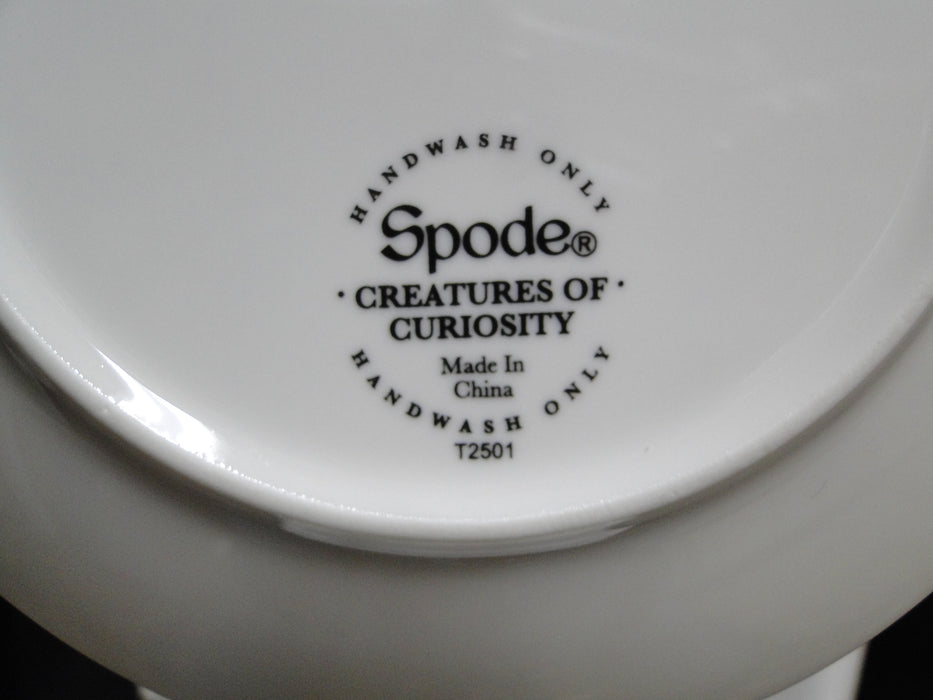 HANDWASH ONLY
Spode®
· CREATURES OF ·
CURIOSITY
Made In
China
HANDWASH ONLY
T2501